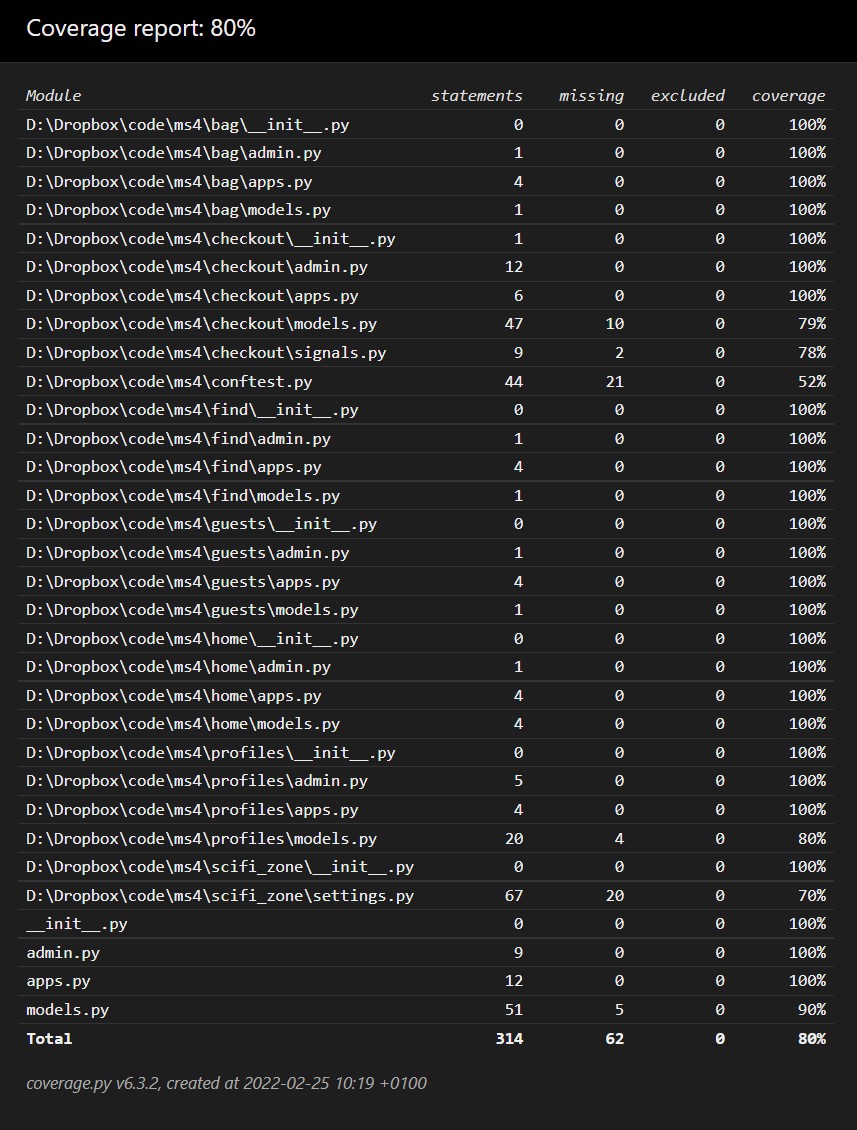 Coverage report: 80%
Module statements missing excluded coverage
D:\Dropbox\code\ms4\bag\__init__.py 0 0 0 100%
D:\Dropbox\code\ms4\bag\admin.py 1 0 0 100%
D:\Dropbox\code\ms4\bag\apps.py 4 0 0 100%
D:\Dropbox\code\ms4\bag\models.py 1 0 0 100%
D:\Dropbox\code\ms4\checkout\__init__.py 1 0 0 100%
D:\Dropbox\code\ms4\checkout\admin.py 12 0 0 100%
D:\Dropbox\code\ms4\checkout\apps.py 6 0 0 100%
D:\Dropbox\code\ms4\checkout\models.py 47 10 0 79%
D:\Dropbox\code\ms4\checkout\signals.py 9 2 0 78%
D:\Dropbox\code\ms4\conftest.py 44 21 0 52%
D:\Dropbox\code\ms4\find\__init__.py 0 0 0 100%
D:\Dropbox\code\ms4\find\admin.py 1 0 0 100%
D:\Dropbox\code\ms4\find\apps.py 4 0 0 100%
D:\Dropbox\code\ms4\find\models.py 1 0 0 100%
D:\Dropbox\code\ms4\guests\__init__.py 0 0 0 100%
D:\Dropbox\code\ms4\guests\admin.py 1 0 0 100%
D:\Dropbox\code\ms4\guests\apps.py 4 0 0 100%
D:\Dropbox\code\ms4\guests\models.py 1 0 0 100%
D:\Dropbox\code\ms4\home\__init__.py 0 0 0 100%
D:\Dropbox\code\ms4\home\admin.py 1 0 0 100%
D:\Dropbox\code\ms4\home\apps.py 4 0 0 100%
D:\Dropbox\code\ms4\home\models.py 4 0 0 100%
D:\Dropbox\code\ms4\profiles\__init__.py 0 0 0 100%
D:\Dropbox\code\ms4\profiles\admin.py 5 0 0 100%
D:\Dropbox\code\ms4\profiles\apps.py 4 0 0 100%
D:\Dropbox\code\ms4\profiles\models.py 20 4 0 80%
D:\Dropbox\code\ms4\scifi_zone\__init__.py 0 0 0 100%
D:\Dropbox\code\ms4\scifi_zone\settings.py 67 20 0 70%
__init__.py 0 0 0 100%
admin.py 9 0 0 100%
apps.py 12 0 0 100%
models.py 51 5 0 90%
Total 314 62 0 80%
coverage.py v6.3.2, created at 2022-02-25 10:19 +0100